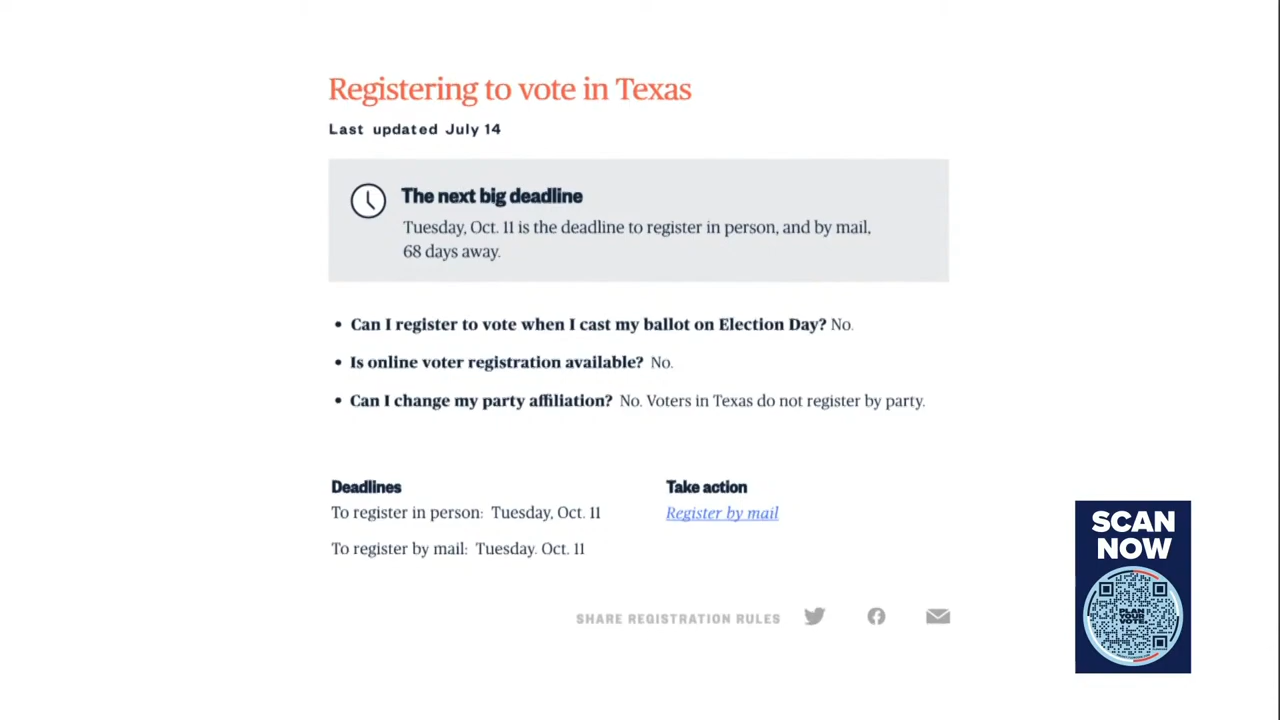 Registering to vote in Texas
Last updated July 14
The next big deadline
Tuesday, Oct. 11 is the deadline to register in person, and by mail,
68 days away.
• Can I register to vote when I cast my ballot on Election Day? No.
• Is online voter registration available? No.
• Can I change my party affiliation? No. Voters in Texas do not register by party.
Deadlines
To register in person: Tuesday, Oct. 11
To register by mail: Tuesday. Oct. 11
Take action
Register by mail
SHARE REGISTRATION RULES
SCAN
NOW
PLAN
YOUR
VOTE.